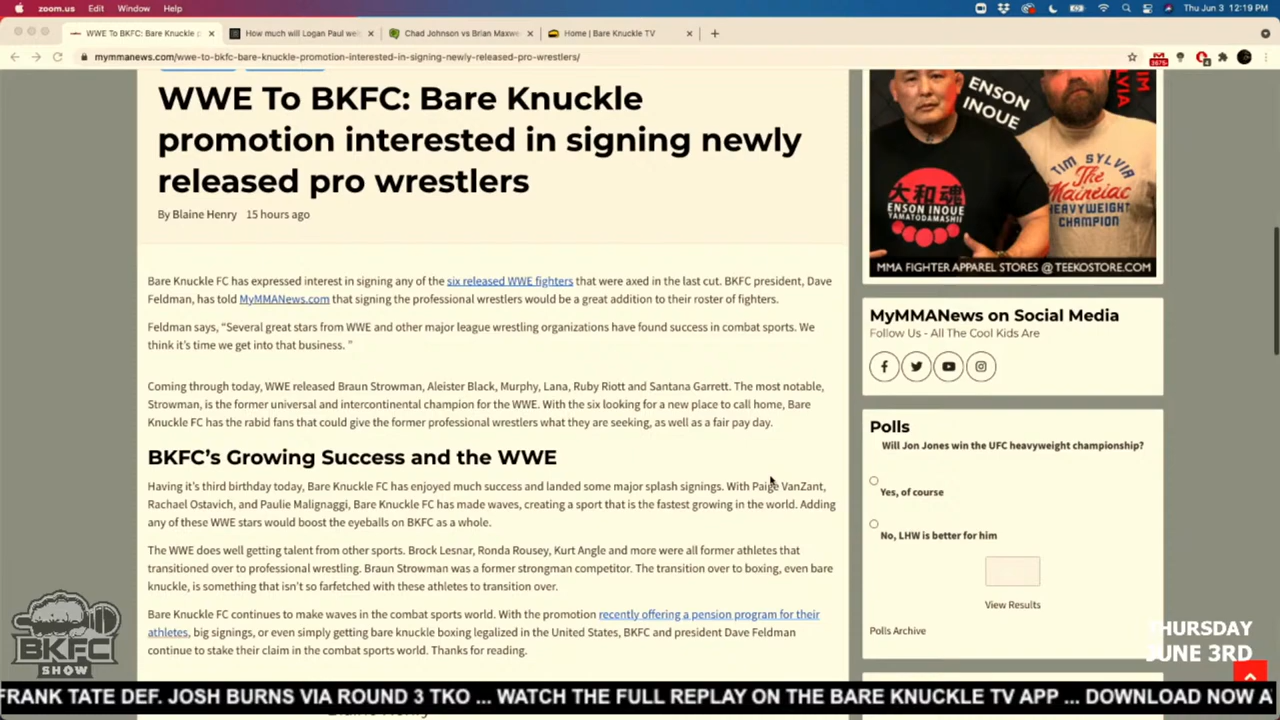 zoom.us Edit Window Help
Thu Jun 3 12:19 PM
WWE To BKFC: Bare Knuckle p
How much will Logan Paul wei
Chad Johnson vs Brian Maxwe
Home | Bare Knuckle TV
mymmanews.com/wwe-to-bkfc-bare-knuckle-promotion-interested-in-signing-newly-released-pro-wrestlers/
WWE To BKFC: Bare Knuckle
promotion interested in signing newly
released pro wrestlers
By Blaine Henry 15 hours ago
Bare Knuckle FC has expressed interest in signing any of the six released WWE fighters that were axed in the last cut. BKFC president, Dave
Feldman, has told MyMMANews.com that signing the professional wrestlers would be a great addition to their roster of fighters.
Feldman says, “Several great stars from WWE and other major league wrestling organizations have found success in combat sports. We
think it’s time we get into that business. ”
Coming through today, WWE released Braun Strowman, Aleister Black, Murphy, Lana, Ruby Riott and Santana Garrett. The most notable,
Strowman, is the former universal and intercontinental champion for the WWE. With the six looking for a new place to call home, Bare
Knuckle FC has the rabid fans that could give the former professional wrestlers what they are seeking, as well as a fair pay day.
BKFC’s Growing Success and the WWE
Having it’s third birthday today, Bare Knuckle FC has enjoyed much success and landed some major splash signings. With Paige VanZant,
Rachael Ostavich, and Paulie Malignaggi, Bare Knuckle FC has made waves, creating a sport that is the fastest growing in the world. Adding
any of these WWE stars would boost the eyeballs on BKFC as a whole.
The WWE does well getting talent from other sports. Brock Lesnar, Ronda Rousey, Kurt Angle and more were all former athletes that
transitioned over to professional wrestling. Braun Strowman was a former strongman competitor. The transition over to boxing, even bare
knuckle, is something that isn’t so farfetched with these athletes to transition over.
Bare Knuckle FC continues to make waves in the combat sports world. With the promotion recently offering a pension program for their
athletes, big signings, or even simply getting bare knuckle boxing legalized in the United States, BKFC and president Dave Feldman
continue to stake their claim in the combat sports world. Thanks for reading.
ENSON
INOUE
TIM
SYLVIA
大和魂
ENSON INOUE
YAMATODAMASHII
TIM SYLVIA
The
Maineiac
HEAVYWEIGHT
CHAMPION
MMA FIGHTER APPAREL STORES @ TEEKOSTORE.COM
MyMMANews on Social Media
Follow Us - All The Cool Kids Are
Polls
Will Jon Jones win the UFC heavyweight championship?
Yes, of course
No, LHW is better for him
View Results
Polls Archive
BKFC
SHOW
THURSDAY
JUNE 3RD
FRANK TATE DEF. JOSH BURNS VIA ROUND 3 TKO ... WATCH THE FULL REPLAY ON THE BARE KNUCKLE TV APP ... DOWNLOAD NOW A